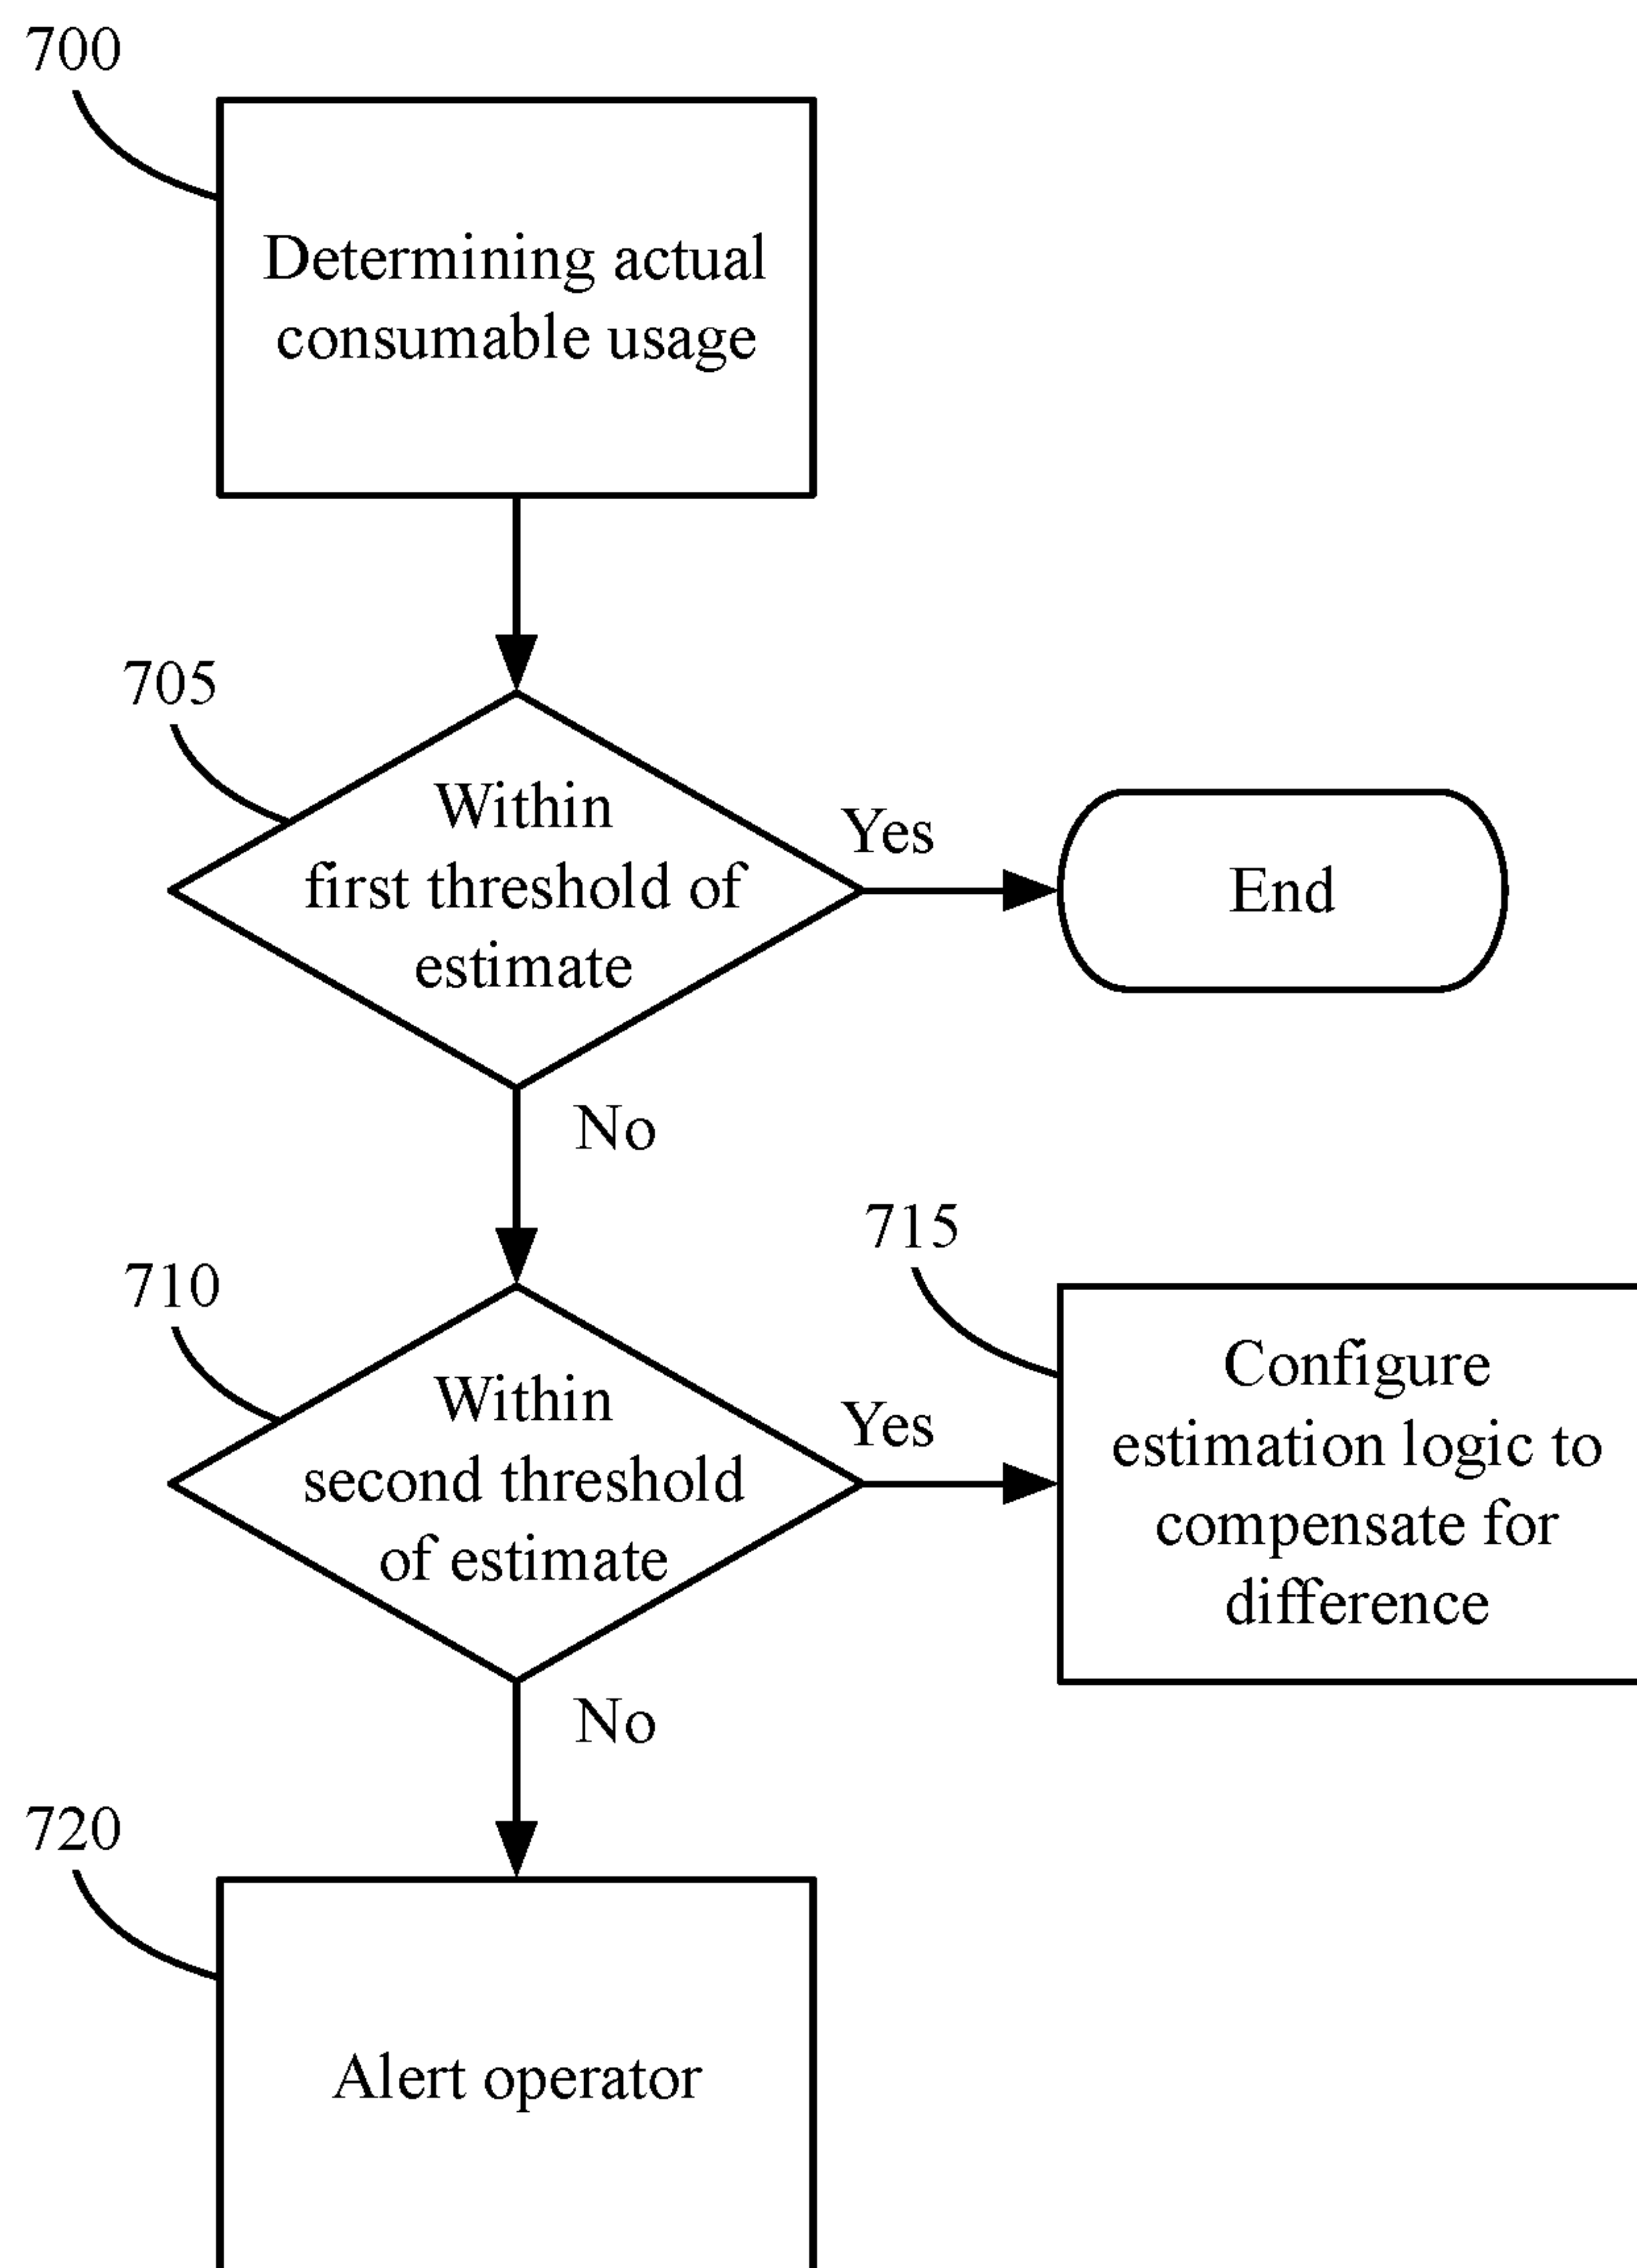 700
Determining actual
consumable usage
705
Within
first threshold of
estimate
Yes
End
No
710
Within
second threshold
of estimate
Yes
715
Configure
estimation logic to
compensate for
difference
No
720
Alert operator